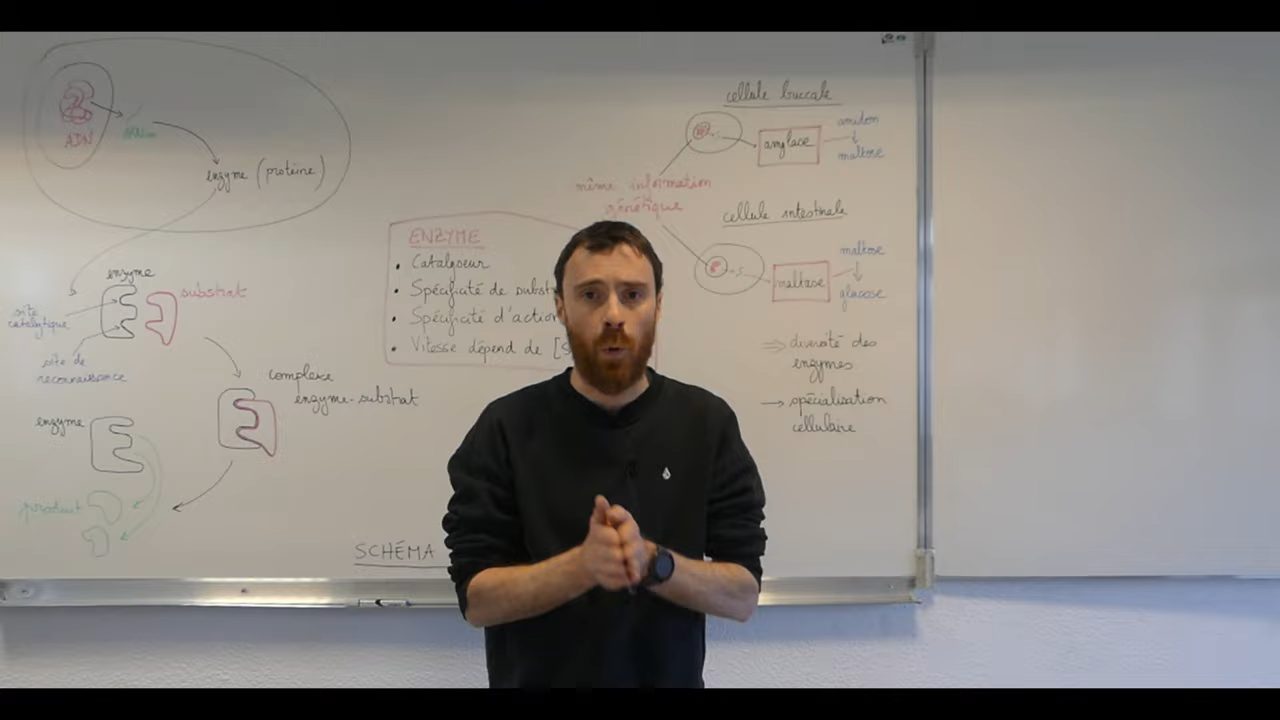 ADN
enzyme (protéine)
enzyme
substrat
site
catalytique
site de
reconnaissance
complexe
enzyme-substrat
enzyme
produit
ENZYME
• Catalyseur
• Spécificité de subst
• Spécificité d'action
• Vitesse dépend de [S
SCHÉMA
cellule buccale
amylase
amidon
maltose
même information
génétique
cellule intestinale
maltase
maltose
glucose
⇒ diversité des
enzymes
→ spécialisation
cellulaire